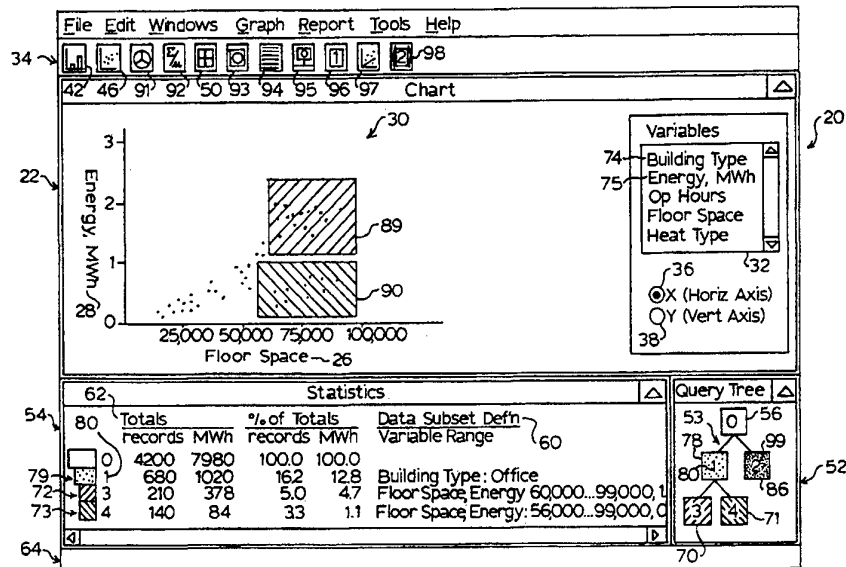 File Edit Windows Graph Report Tools Help
34
98
42 46 91 92 50 93 94 95 96 97 Chart
20
22
30
3
2
1
0
Energy, MWh
28
89
90
25,000 50,000 75,000 100,000
Floor Space 26
Variables
74 Building Type
75 Energy, MWh
Op Hours
Floor Space
Heat Type
32
36
X (Horiz Axis)
Y (Vert Axis)
38
62 Statistics
Query Tree
54
80 Totals % of Totals Data Subset Def'n
records MWh records MWh Variable Range
60
0 4200 7980 100.0 100.0
79 1 680 1020 16.2 12.8 Building Type: Office
72 3 210 378 5.0 4.7 Floor Space, Energy 60,000...99,000, 1.
73 4 140 84 3.3 1.1 Floor Space, Energy: 56,000...99,000, 0
53 0 56
78 99
80 1 2 86
52
3 4 71
70
64